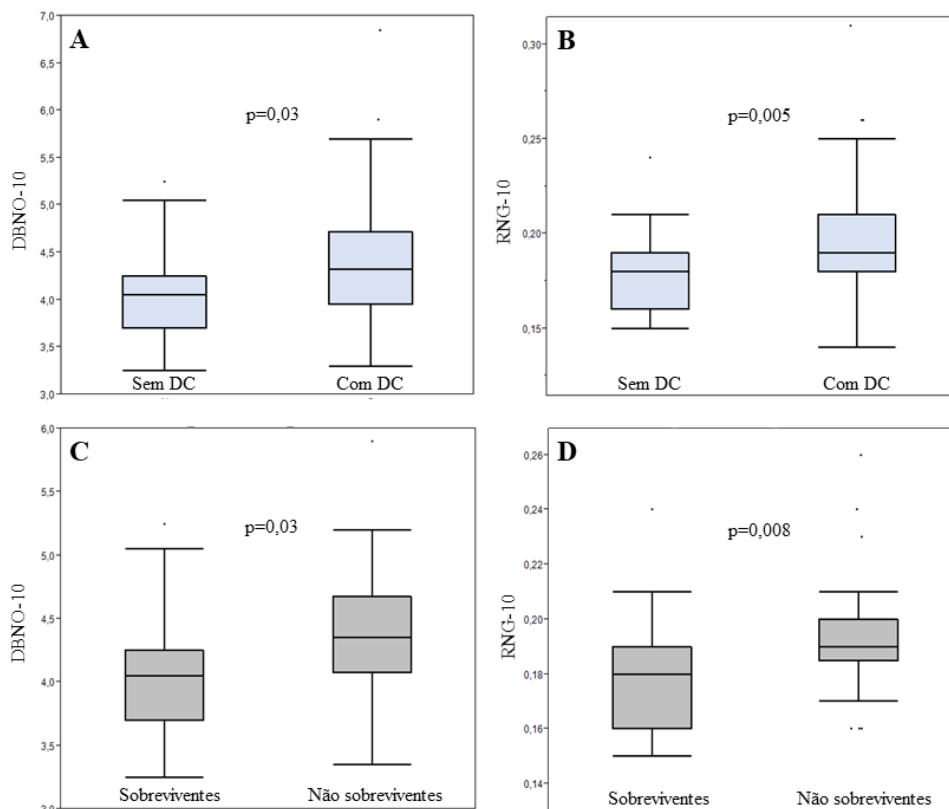 A
DBNO-10
7,0
6,5
6,0
5,5
5,0
4,5
4,0
3,5
3,0
p=0,03
Sem DC
Com DC
B
RNG-10
0,30
0,25
0,20
0,15
p=0,005
Sem DC
Com DC
C
DBNO-10
6,0
5,5
5,0
4,5
4,0
3,5
p=0,03
Sobreviventes
Não sobreviventes
D
RNG-10
0,26
0,24
0,22
0,20
0,18
0,16
0,14
p=0,008
Sobreviventes
Não sobreviventes